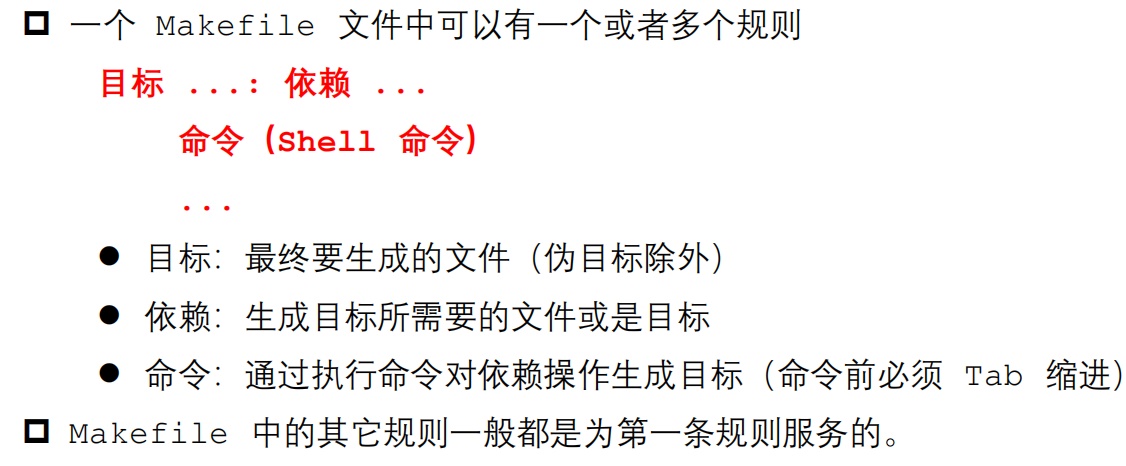 一个 Makefile 文件中可以有一个或者多个规则
目标 ...: 依赖 ...
命令（Shell 命令）
...
目标：最终要生成的文件（伪目标除外）
依赖：生成目标所需要的文件或是目标
命令：通过执行命令对依赖操作生成目标（命令前必须 Tab 缩进）
Makefile 中的其它规则一般都是为第一条规则服务的。